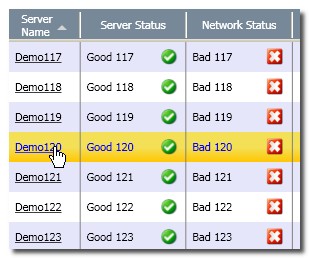 Server Name Server Status Network Status
Demo117 Good 117 Bad 117
Demo118 Good 118 Bad 118
Demo119 Good 119 Bad 119
Demo120 Good 120 Bad 120
Demo121 Good 121 Bad 121
Demo122 Good 122 Bad 122
Demo123 Good 123 Bad 123